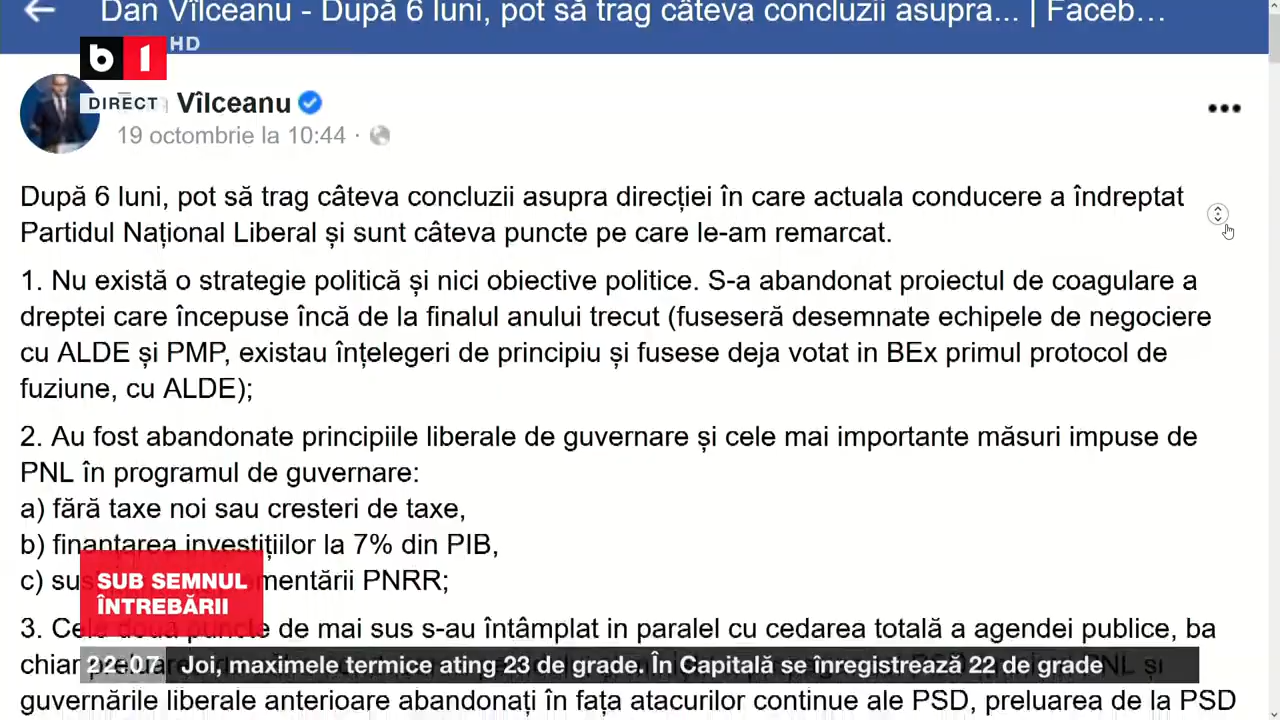 Dan Vîlceanu - După 6 luni, pot să trag câteva concluzii asupra... | Faceb...
HD
b1
DIRECT
Vîlceanu
19 octombrie la 10:44 ·
După 6 luni, pot să trag câteva concluzii asupra direcției în care actuala conducere a îndreptat
Partidul Național Liberal și sunt câteva puncte pe care le-am remarcat.
1. Nu există o strategie politică și nici obiective politice. S-a abandonat proiectul de coagulare a
dreptei care începuse încă de la finalul anului trecut (fuseseră desemnate echipele de negociere
cu ALDE și PMP, existau înțelegeri de principiu și fusese deja votat in BEx primul protocol de
fuziune, cu ALDE);
2. Au fost abandonate principiile liberale de guvernare și cele mai importante măsuri impuse de
PNL în programul de guvernare:
a) fără taxe noi sau cresteri de taxe,
b) finanțarea investițiilor la 7% din PIB,
c) sus mentării PNRR;
SUB SEMNUL
ÎNTREBĂRII
3. Cele două puncte de mai sus s-au întâmplat in paralel cu cedarea totală a agendei publice, ba
chiar
22:07 Joi, maximele termice ating 23 de grade. În Capitală se înregistrează 22 de grade
guvernările liberale anterioare abandonați în fața atacurilor continue ale PSD, preluarea de la PSD